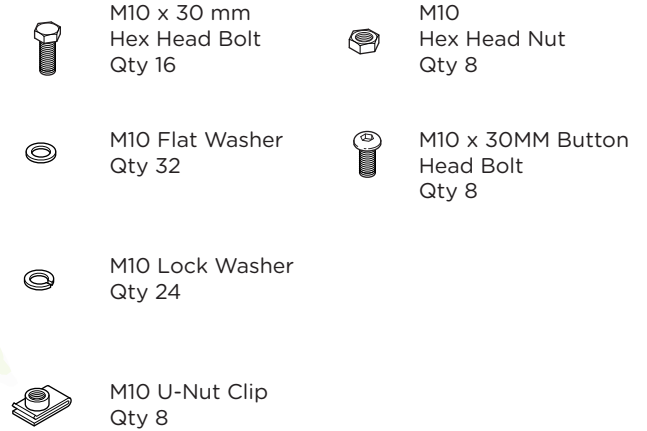 M10 x 30 mm
Hex Head Bolt
Qty 16
M10
Hex Head Nut
Qty 8
M10 Flat Washer
Qty 32
M10 x 30MM Button
Head Bolt
Qty 8
M10 Lock Washer
Qty 24
M10 U-Nut Clip
Qty 8